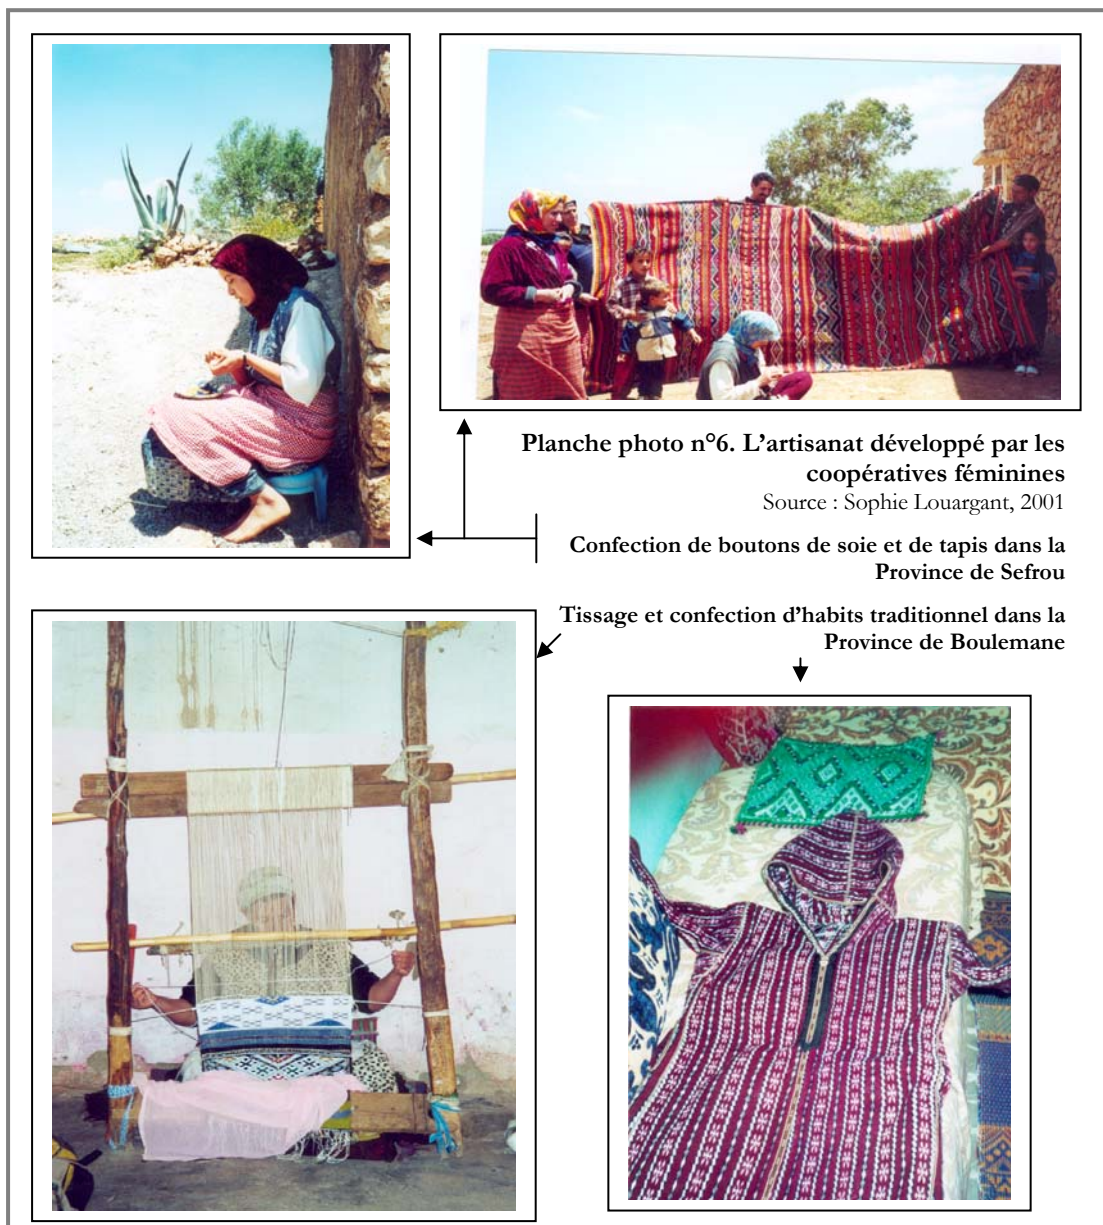 Planche photo n°6. L'artisanat développé par les
coopératives féminines
Source : Sophie Louargant, 2001
Confection de boutons de soie et de tapis dans la
Province de Sefrou
Tissage et confection d'habits traditionnel dans la
Province de Boulemane